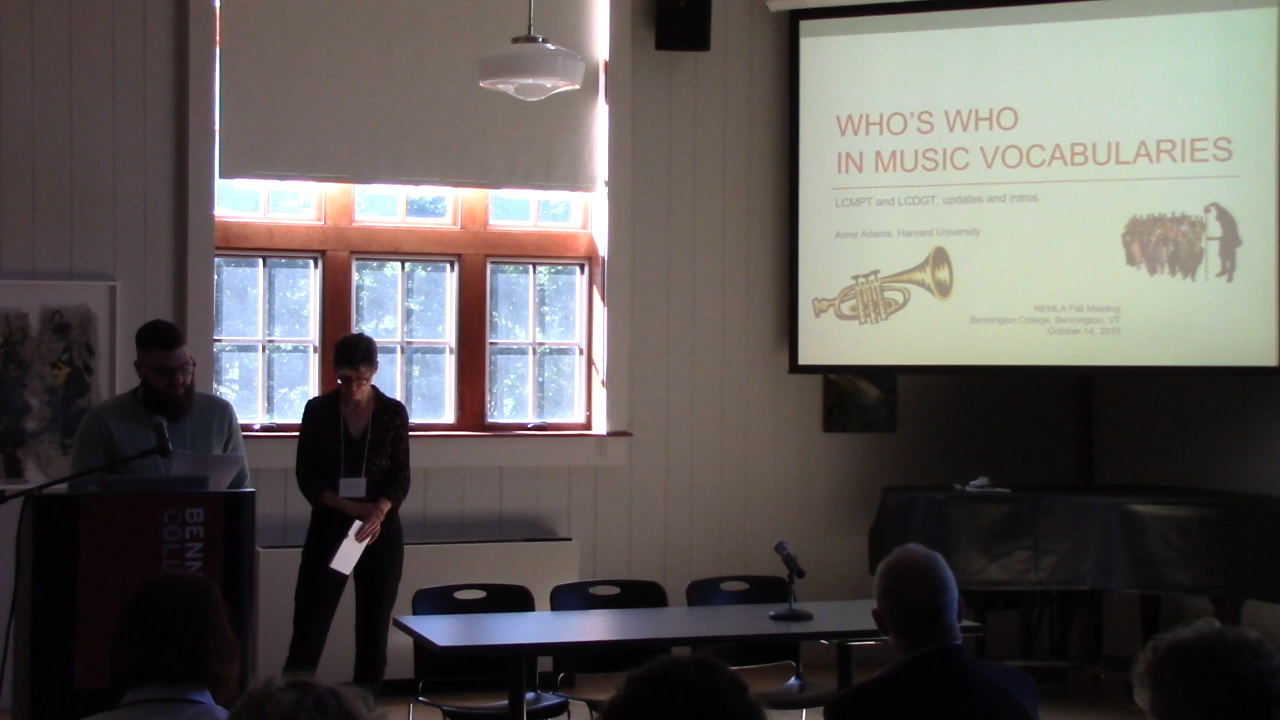 WHO'S WHO
IN MUSIC VOCABULARIES
LCMPT and LCDGT, updates and intros
Anne Adams, Harvard University
NEMLA Fall Meeting
Bennington College, Bennington, VT
October 14, 2015
BENN
COLL